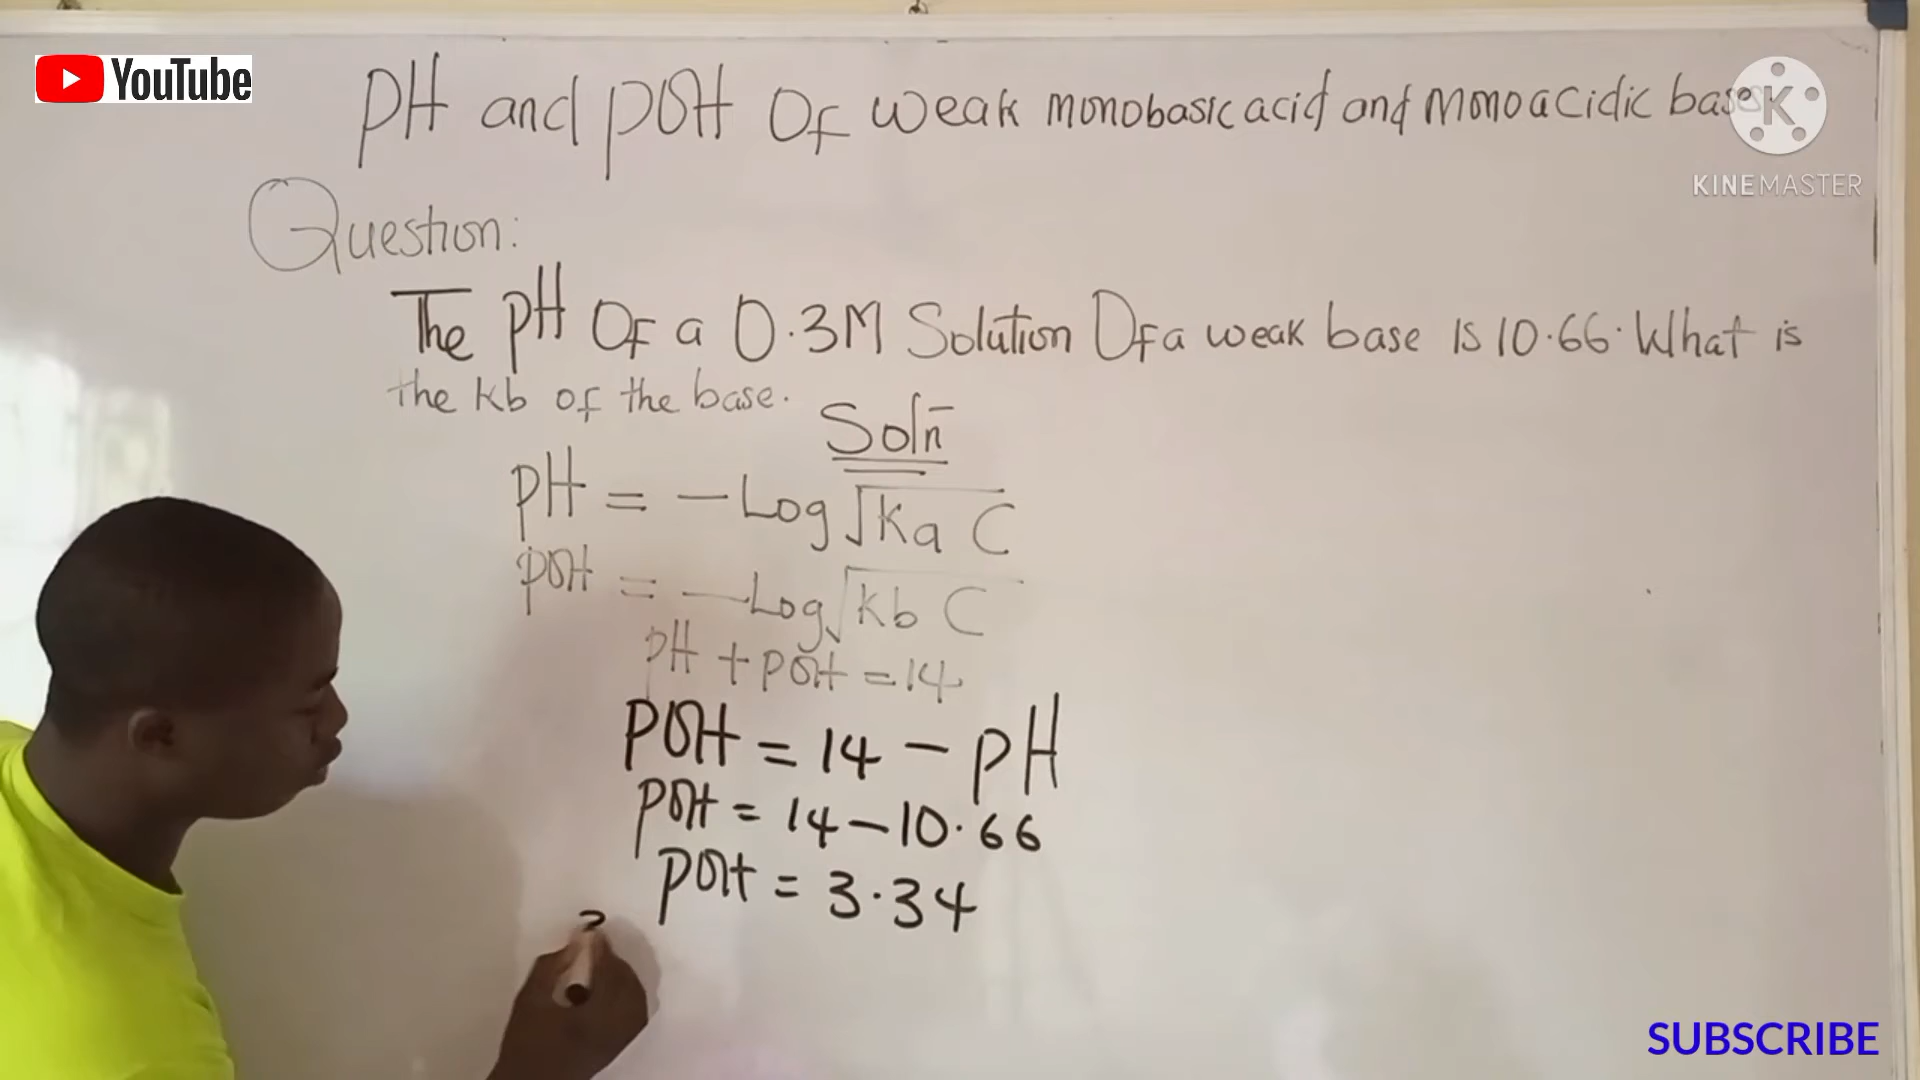 YouTube
pH and pOH Of weak monobasic acid and monoacidic base
KINEMASTER
Question:
The pH Of a 0.3M Solution Of a weak base is 10.66. What is
the kb of the base.
Soln̄
pH = -Log√ka C
pOH = -Log√kb C
pH + pOH = 14
pOH = 14 - pH
pOH = 14 - 10.66
pOH = 3.34
3
SUBSCRIBE